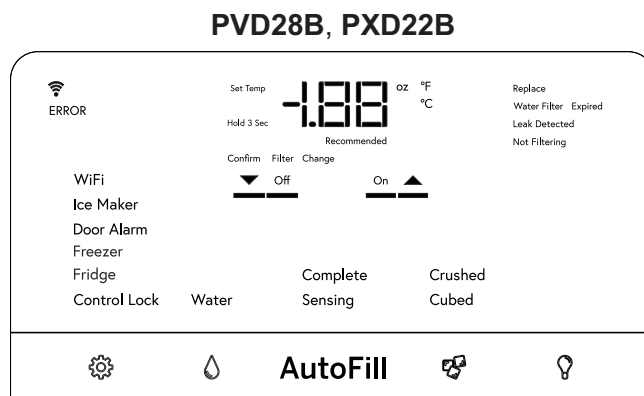 PVD28B, PXD22B
Set Temp
-1.88 oz °F
ERROR
°C
Hold 3 Sec
Recommended
Replace
Water Filter Expired
Leak Detected
Not Filtering
Confirm Filter Change
WiFi
Off On
Ice Maker
Door Alarm
Freezer
Fridge Complete Crushed
Control Lock Water Sensing Cubed
AutoFill